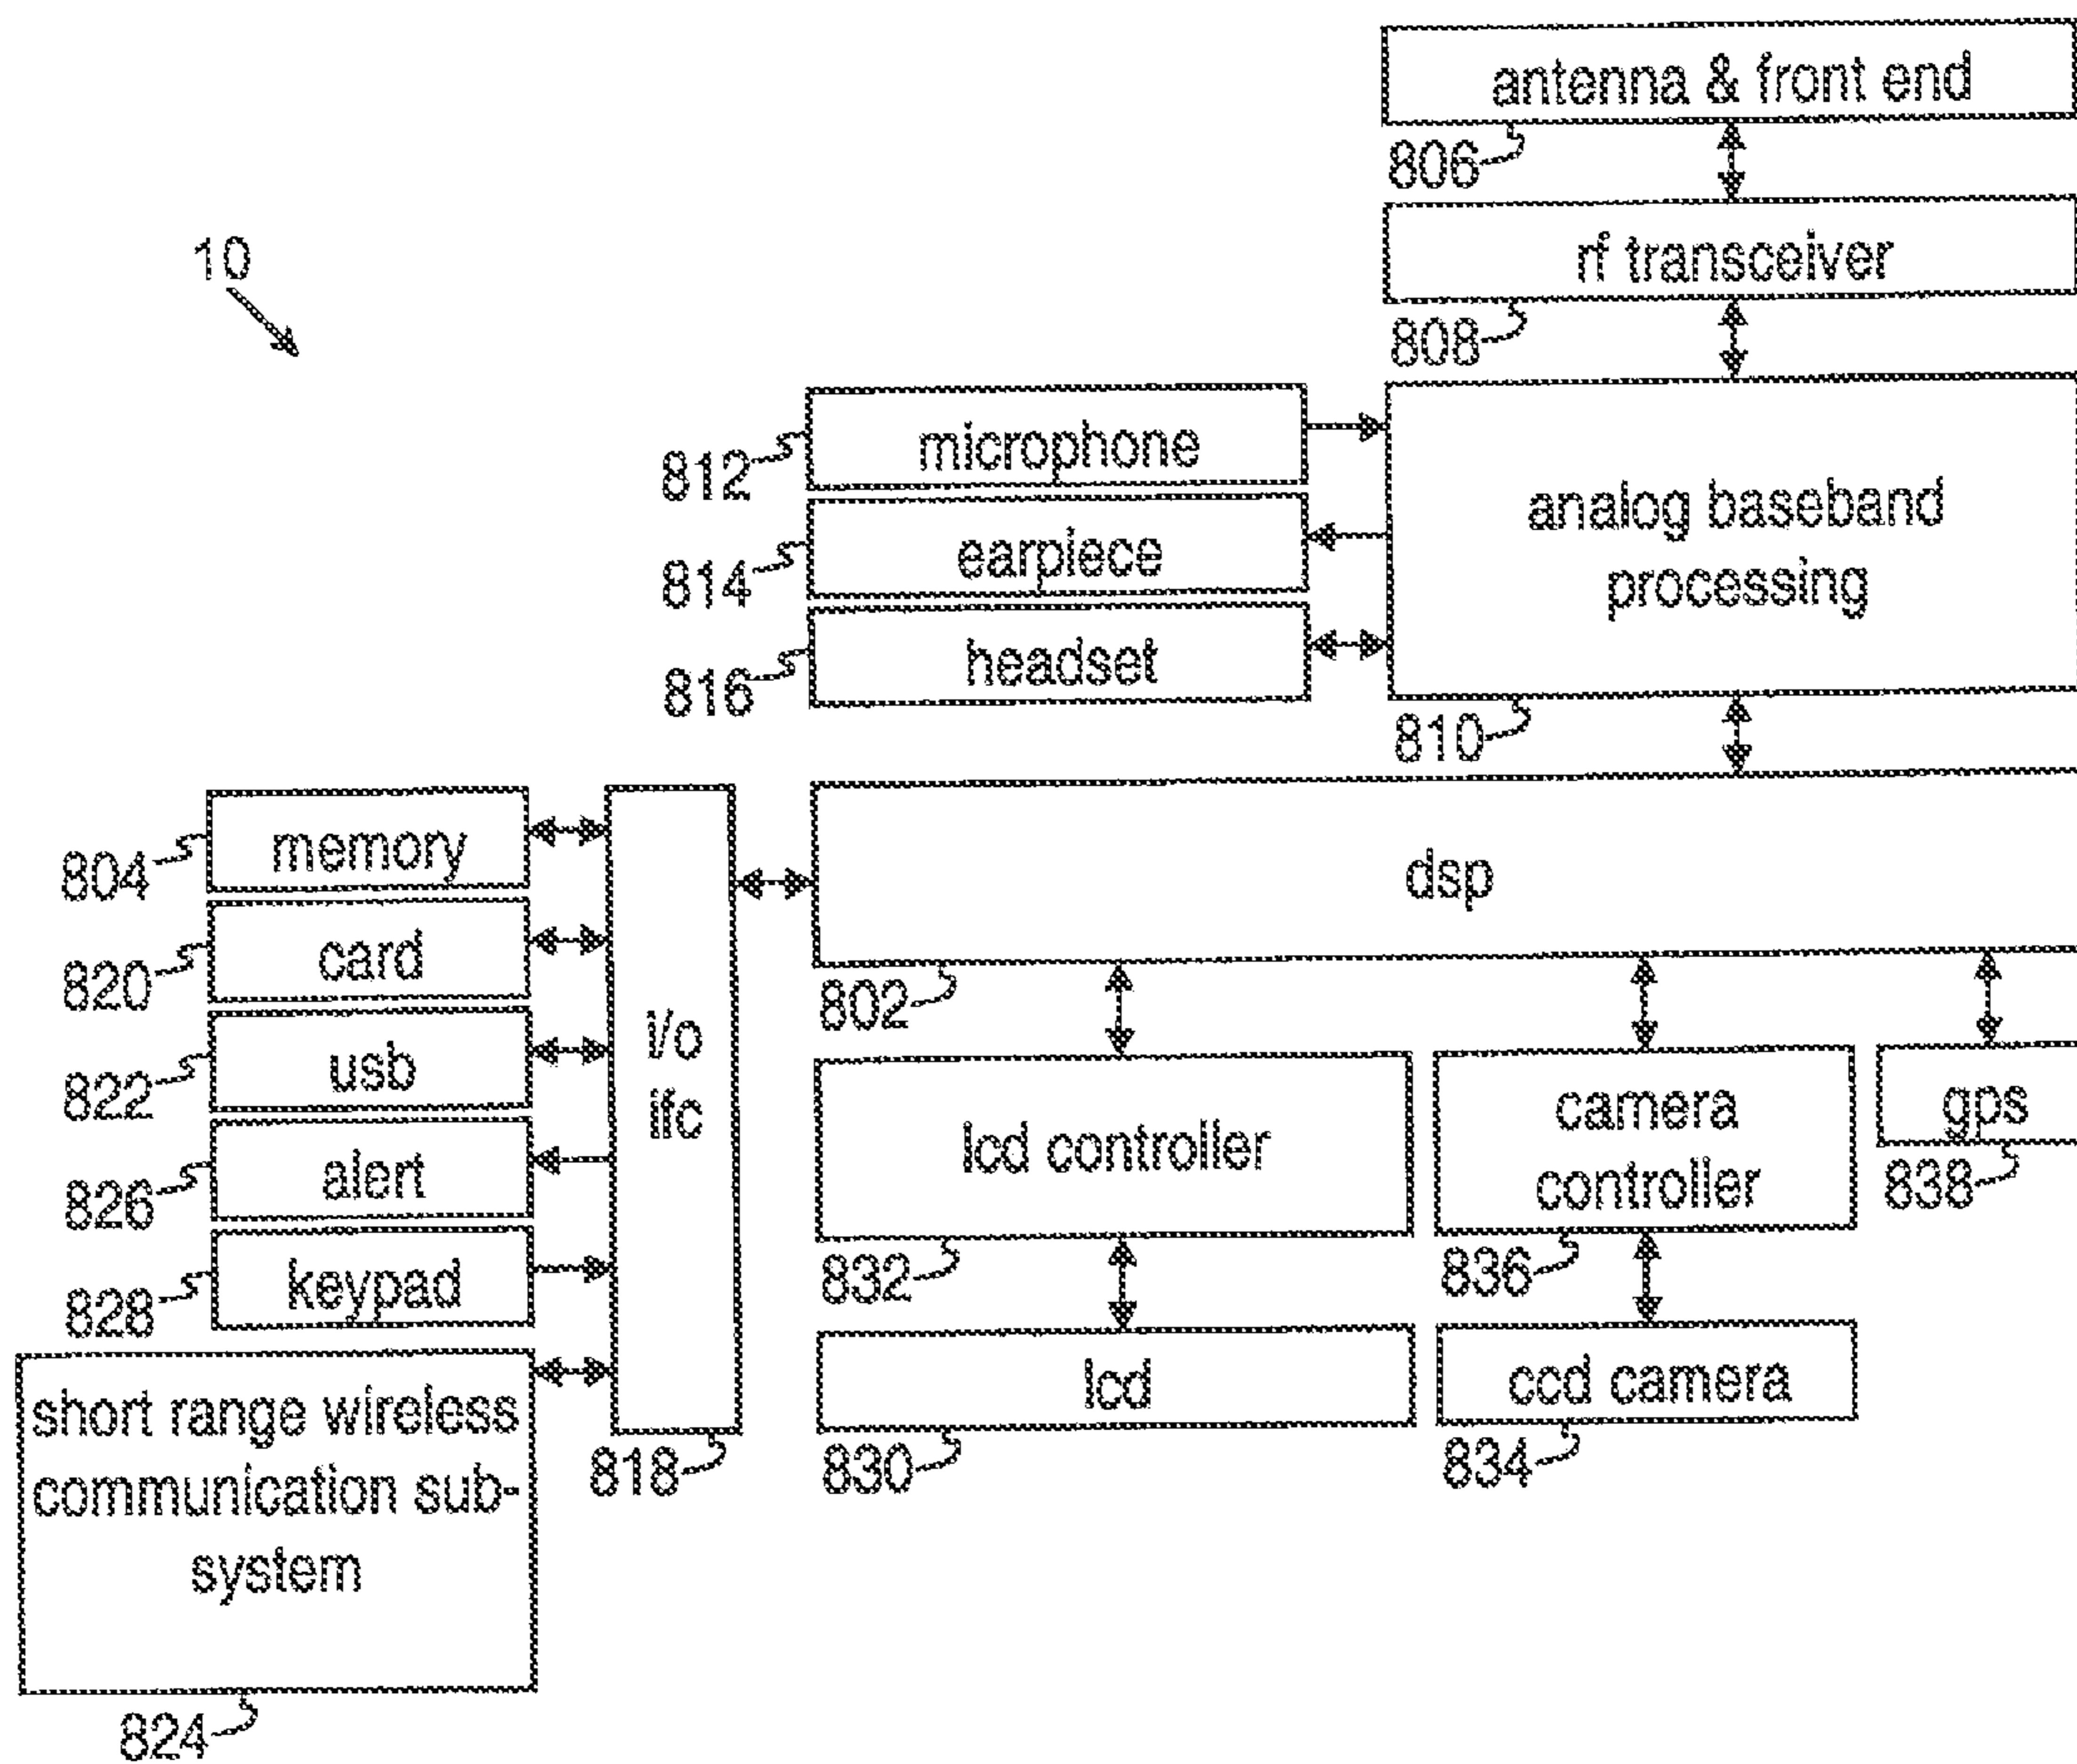 antenna & front end
806
10
rf transceiver
808
microphone
812
analog baseband
processing
earpiece
814
headset
816
810
memory
804
dsp
card
820
802
i/o
ifc
usb
822
lcd controller
camera
controller
gps
838
alert
826
832
836
keypad
828
lcd
ccd camera
short range wireless
communication sub-
system
818
830
834
824